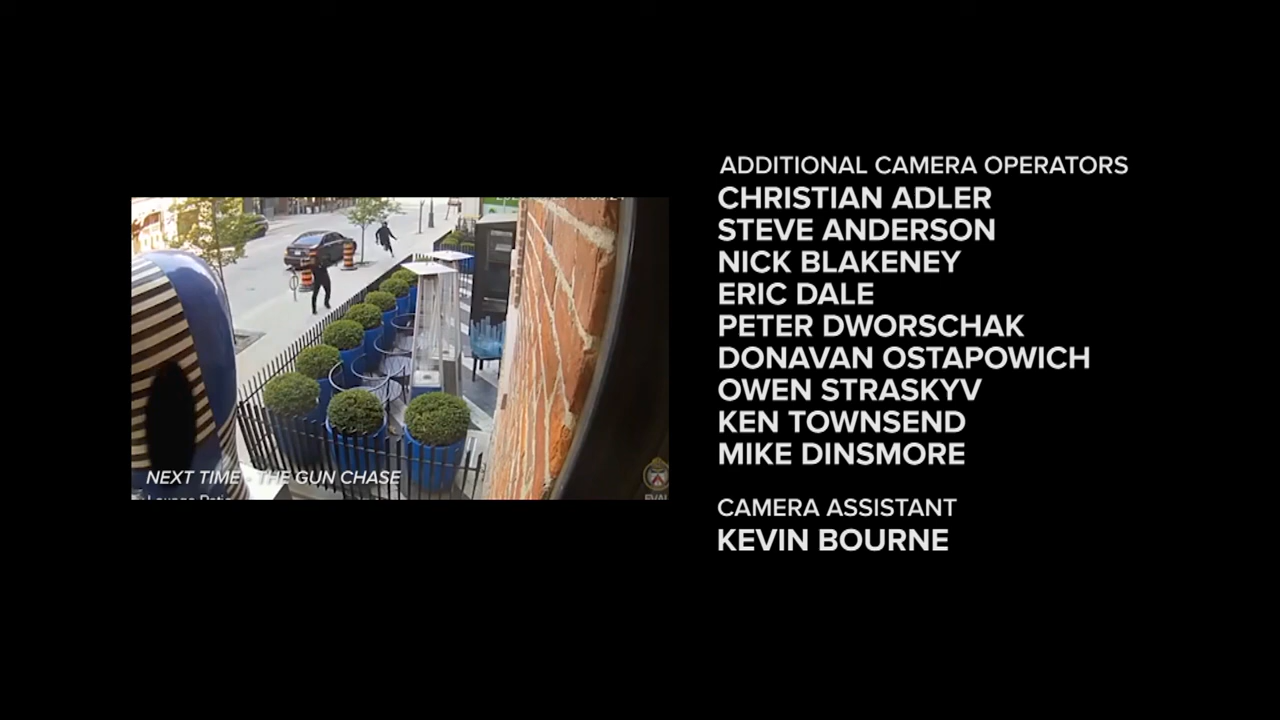 NEXT TIME - THE GUN CHASE
ADDITIONAL CAMERA OPERATORS
CHRISTIAN ADLER
STEVE ANDERSON
NICK BLAKENEY
ERIC DALE
PETER DWORSCHAK
DONAVAN OSTAPOWICH
OWEN STRASKYV
KEN TOWNSEND
MIKE DINSMORE
CAMERA ASSISTANT
KEVIN BOURNE